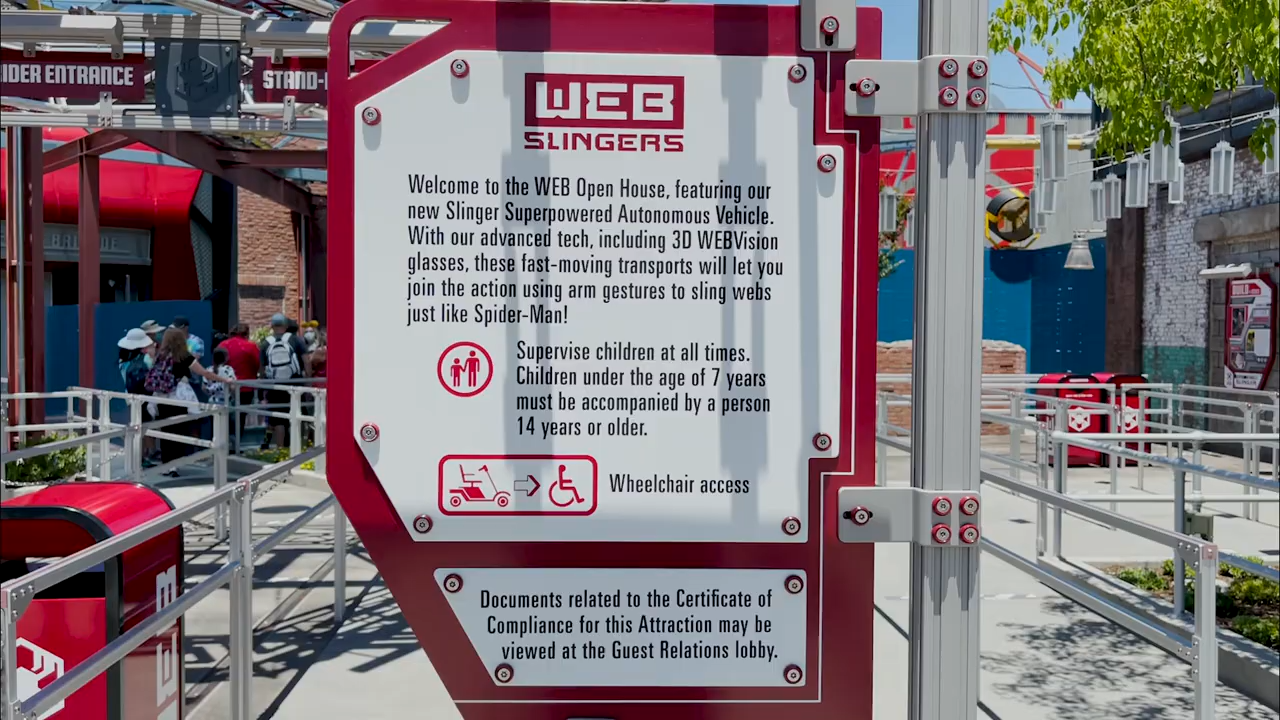 IDER ENTRANCE
STAND-
WEB
SLINGERS
Welcome to the WEB Open House, featuring our
new Slinger Superpowered Autonomous Vehicle.
With our advanced tech, including 3D WEBVision
glasses, these fast-moving transports will let you
join the action using arm gestures to sling webs
just like Spider-Man!
Supervise children at all times.
Children under the age of 7 years
must be accompanied by a person
14 years or older.
Wheelchair access
Documents related to the Certificate of
Compliance for this Attraction may be
viewed at the Guest Relations lobby.
BUILD